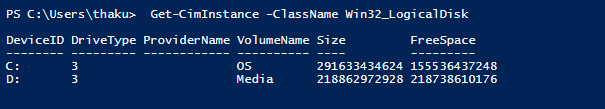 PS C:\Users\thaku> Get-CimInstance -ClassName Win32_LogicalDisk
DeviceID DriveType ProviderName VolumeName Size FreeSpace
-------- --------- ------------ ---------- ---- ---------
C: 3 OS 291633434624 155536437248
D: 3 Media 218862972928 218738610176